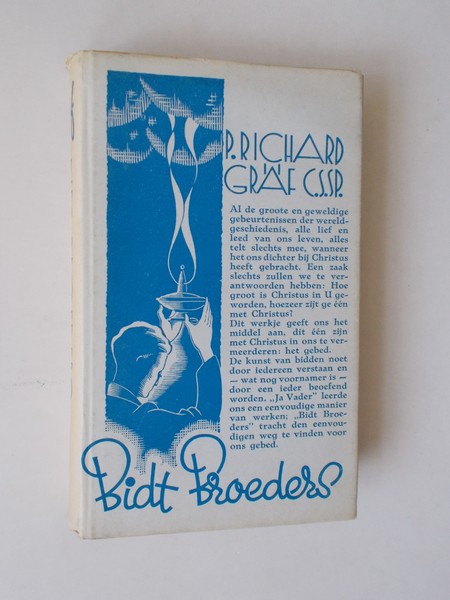 P. RICHARD
GRÄF C.S.SP.
Al de groote en geweldige
gebeurtenissen der wereld-
geschiedenis, alle lief en
leed van ons leven, alles
telt slechts mee, wanneer
het ons dichter bij Christus
heeft gebracht. Een zaak
slechts zullen we te ver-
antwoorden hebben: Hoe
groot is Christus in U ge-
worden, hoezeer zijt ge één
met Christus?
Dit werkje geeft ons het
middel aan, dit één zijn
met Christus in ons te ver-
meerderen: het gebed.
De kunst van bidden moet
door iedereen verstaan en
— wat nog voornamer is —
door een ieder beoefend
worden. „Ja Vader" leerde
ons een eenvoudige manier
van werken; „Bidt Broe-
ders" tracht den eenvou-
digen weg te vinden voor
ons gebed.
Bidt Broeders